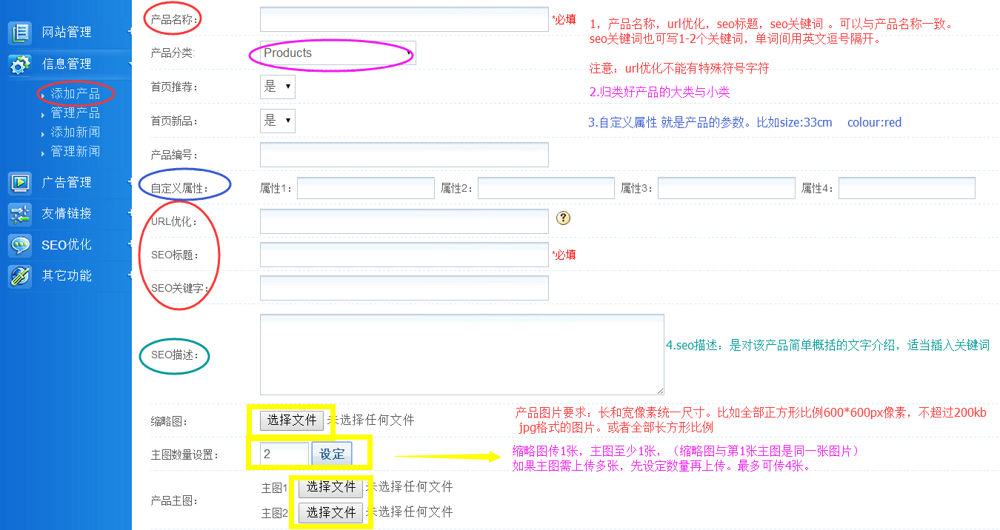 网站管理
信息管理
添加产品
管理产品
添加新闻
管理新闻
广告管理
友情链接
SEO优化
其它功能
产品名称： *必填
产品分类: Products
首页推荐： 是
首页新品： 是
产品编号：
自定义属性： 属性1： 属性2： 属性3： 属性4：
URL优化： ?
SEO标题： *必填
SEO关键字：
SEO描述：
缩略图： 选择文件 未选择任何文件
主图数量设置： 2 设定
产品主图： 主图1 选择文件 未选择任何文件
主图2 选择文件 未选择任何文件
1，产品名称，url优化，seo标题，seo关键词 。可以与产品名称一致。
seo关键词也可写1-2个关键词，单词间用英文逗号隔开。
注意：url优化不能有特殊符号字符
2.归类好产品的大类与小类
3.自定义属性 就是产品的参数。比如size:33cm colour:red
4.seo描述：是对该产品简单概括的文字介绍，适当插入关键词
产品图片要求：长和宽像素统一尺寸。比如全部正方形比例600*600px像素，不超过200kb
jpg格式的图片。或者全部长方形比例
缩略图传1张，主图至少1张，（缩略图与第1张主图是同一张图片）
如果主图需上传多张，先设定数量再上传。最多可传4张。